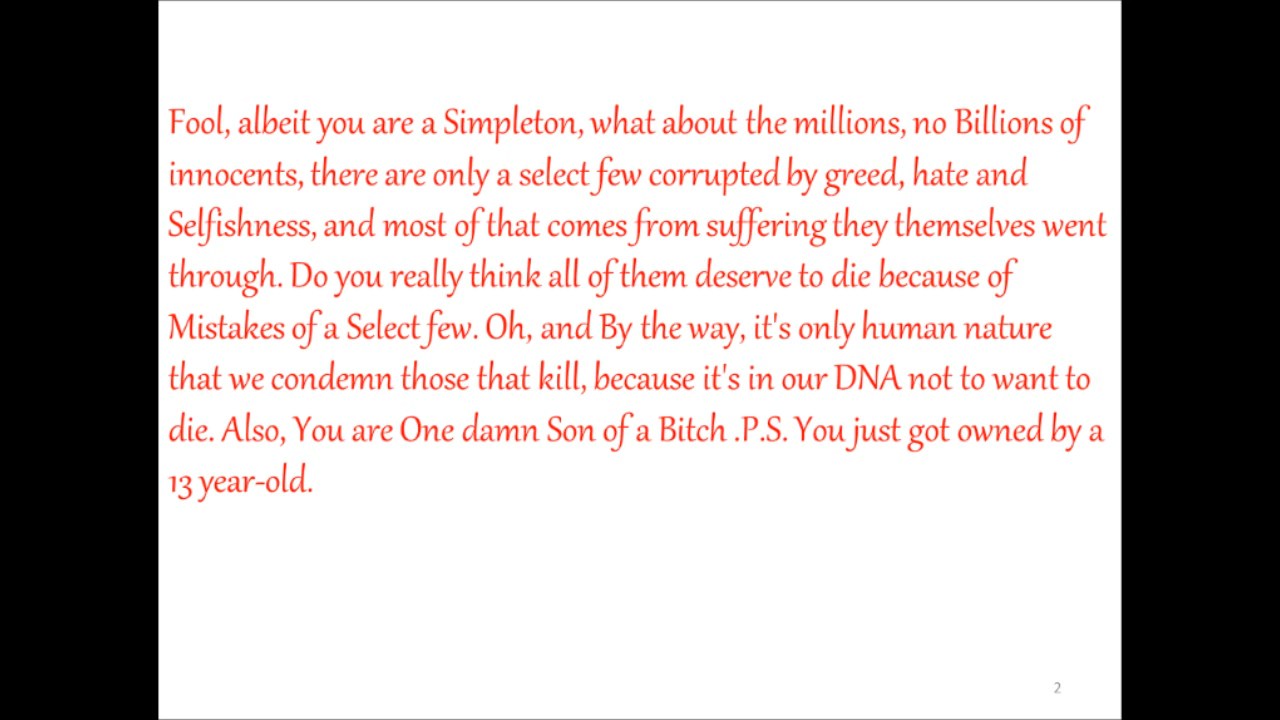 Fool, albeit you are a Simpleton, what about the millions, no Billions of
innocents, there are only a select few corrupted by greed, hate and
Selfishness, and most of that comes from suffering they themselves went
through. Do you really think all of them deserve to die because of
Mistakes of a Select few. Oh, and By the way, it's only human nature
that we condemn those that kill, because it's in our DNA not to want to
die. Also, You are One damn Son of a Bitch .P.S. You just got owned by a
13 year-old.
2